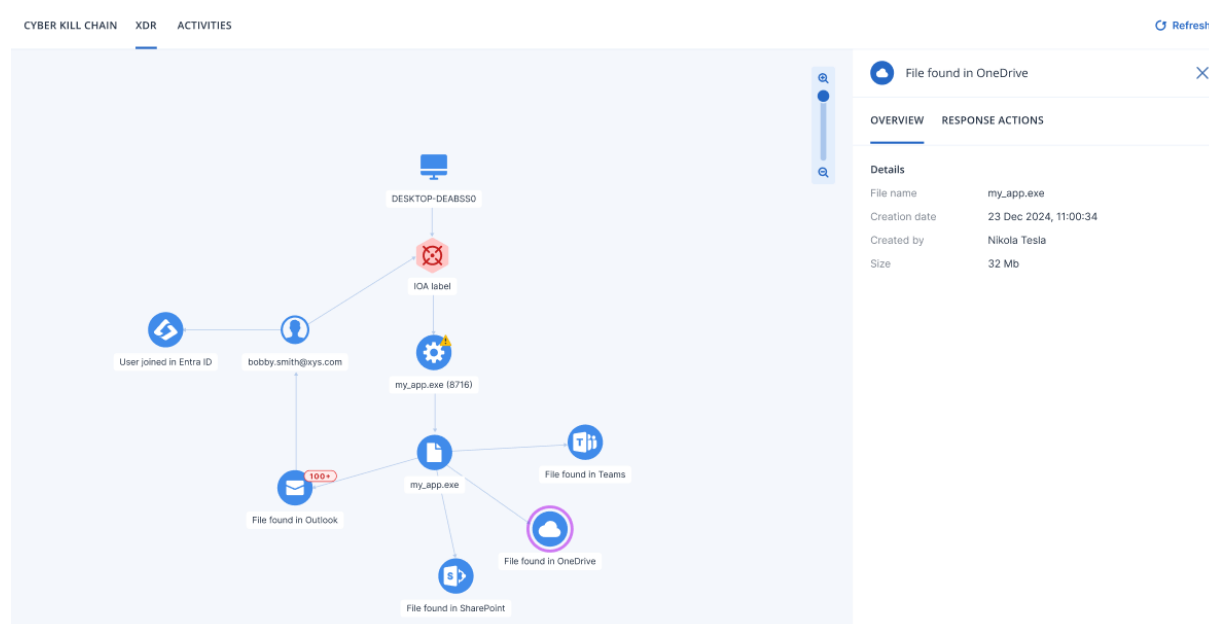 CYBER KILL CHAIN XDR ACTIVITIES Refresh
File found in OneDrive
OVERVIEW RESPONSE ACTIONS
Details
File name my_app.exe
Creation date 23 Dec 2024, 11:00:34
Created by Nikola Tesla
Size 32 Mb
DESKTOP-DEABSS0
IOA label
User joined in Entra ID
bobby.smith@xys.com
my_app.exe (8716)
my_app.exe
File found in Teams
100+
File found in Outlook
File found in OneDrive
File found in SharePoint